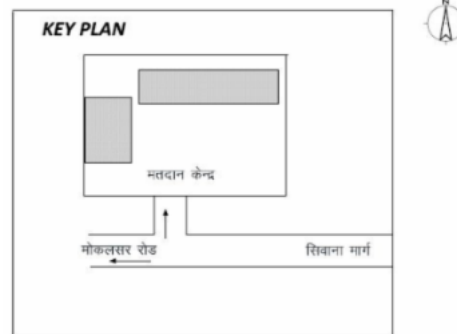 N
KEY PLAN
मतदान केन्द्र
मोकलसर रोड
सिवाना मार्ग